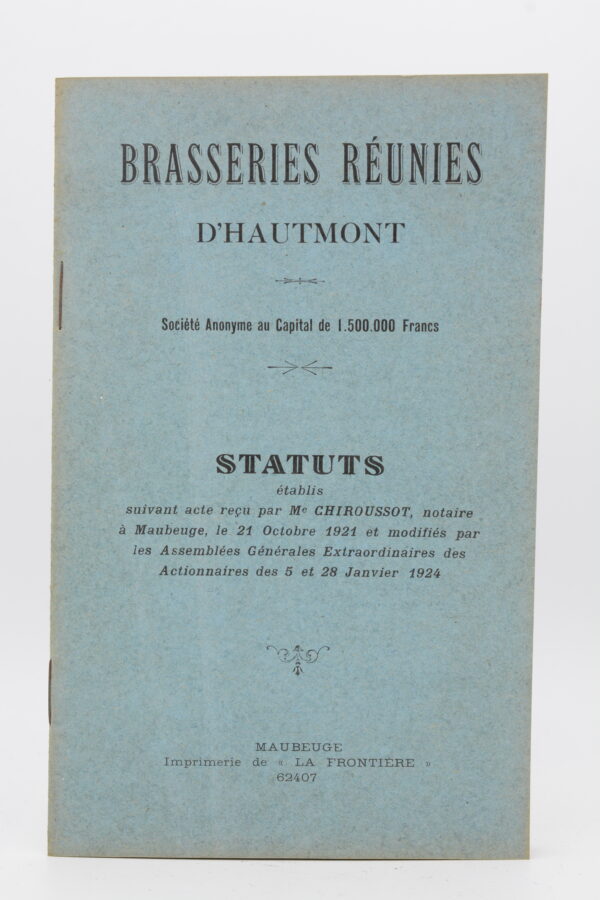 BRASSERIES RÉUNIES
D'HAUTMONT
Société Anonyme au Capital de 1.500.000 Francs
STATUTS
établis
suivant acte reçu par Me CHIROUSSOT, notaire
à Maubeuge, le 21 Octobre 1921 et modifiés par
les Assemblées Générales Extraordinaires des
Actionnaires des 5 et 28 Janvier 1924
MAUBEUGE
Imprimerie de « LA FRONTIÈRE »
62407